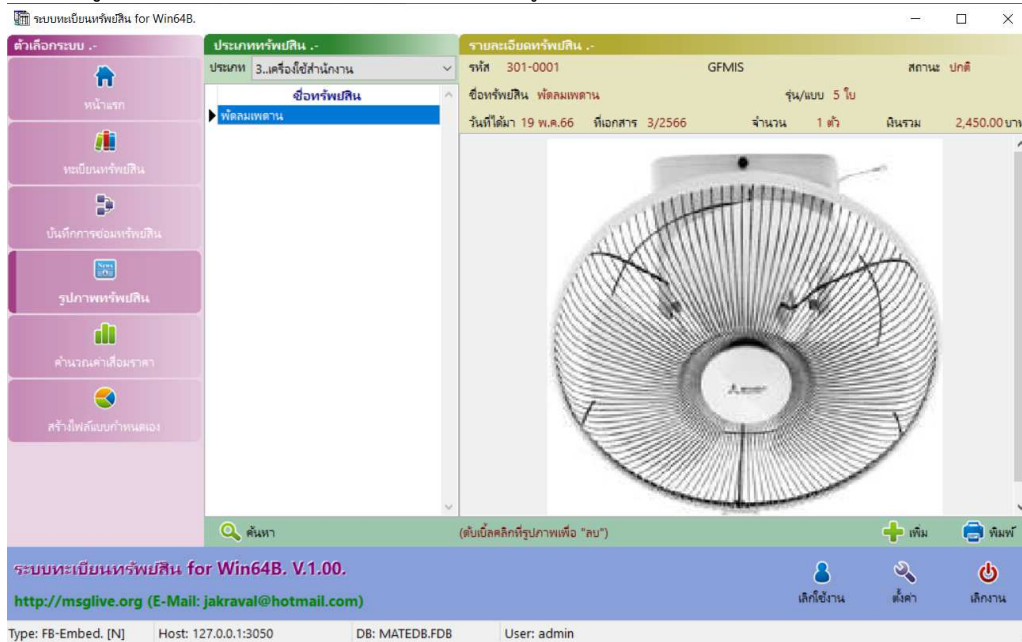 ระบบทะเบียนทรัพย์สิน for Win64B.
ตัวเลือกระบบ .-
ประเภททรัพย์สิน .-
รายละเอียดทรัพย์สิน .-
หน้าแรก
ทะเบียนทรัพย์สิน
บันทึกการซ่อมทรัพย์สิน
รูปภาพทรัพย์สิน
คำนวณค่าเสื่อมราคา
สร้างไฟล์แบบกำหนดเอง
ประเภท 3..เครื่องใช้สำนักงาน
ชื่อทรัพย์สิน
พัดลมเพดาน
รหัส 301-0001 GFMIS สถานะ ปกติ
ชื่อทรัพย์สิน พัดลมเพดาน รุ่น/แบบ 5 ใบ
วันที่ได้มา 19 พ.ค.66 ที่เอกสาร 3/2566 จำนวน 1 ตัว เป็นรวม 2,450.00 บาท
ค้นหา
(ดับเบิ้ลคลิกที่รูปภาพเพื่อ "ลบ")
เพิ่ม
พิมพ์
ระบบทะเบียนทรัพย์สิน for Win64B. V.1.00.
http://msglive.org (E-Mail: jakraval@hotmail.com)
เลิกใช้งาน
ตั้งค่า
เลิกงาน
Type: FB-Embed. [N] Host: 127.0.0.1:3050 DB: MATEDB.FDB User: admin